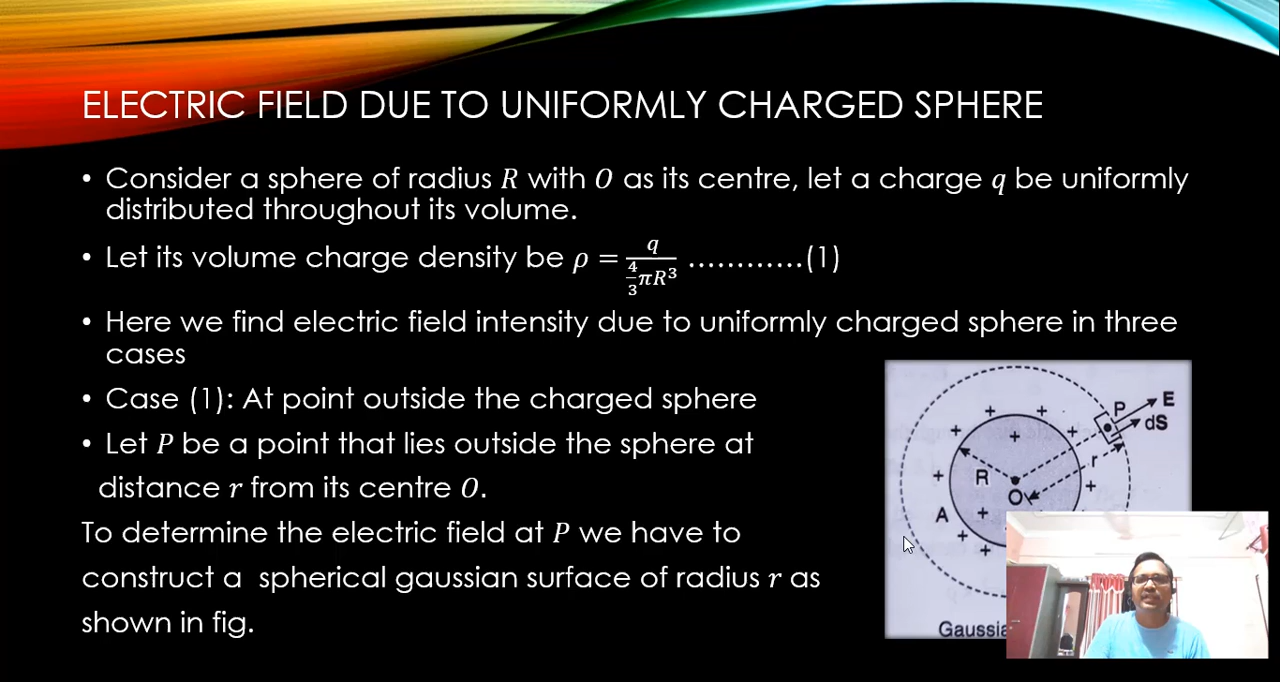 ELECTRIC FIELD DUE TO UNIFORMLY CHARGED SPHERE
• Consider a sphere of radius R with O as its centre, let a charge q be uniformly
distributed throughout its volume.
• Let its volume charge density be ρ = q / (4/3 πR³) …………(1)
• Here we find electric field intensity due to uniformly charged sphere in three
cases
• Case (1): At point outside the charged sphere
• Let P be a point that lies outside the sphere at
distance r from its centre O.
To determine the electric field at P we have to
construct a spherical gaussian surface of radius r as
shown in fig.
P E
dS
r
R
O
A